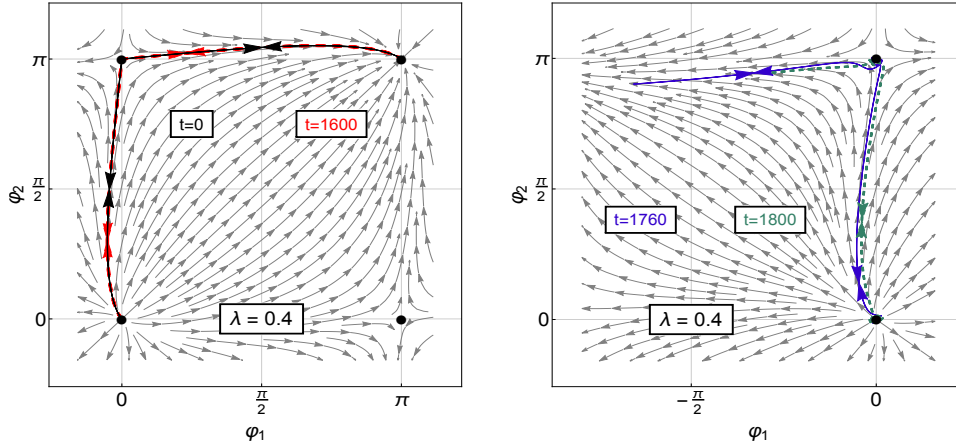 π
π/2
0
φ₂
t=0
t=1600
λ = 0.4
0
π/2
π
φ₁
π
π/2
0
φ₂
t=1760
t=1800
λ = 0.4
-π/2
0
φ₁